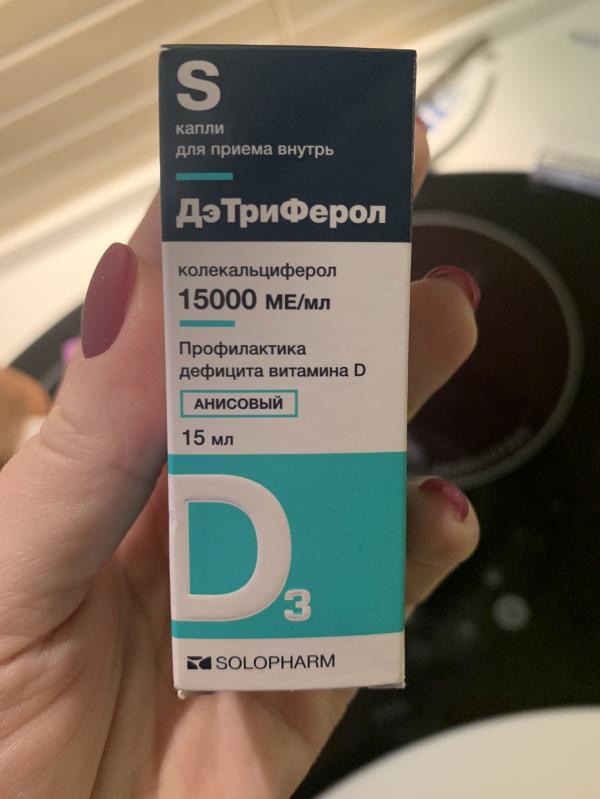 S
капли
для приема внутрь
ДэТриФерол
колекальциферол
15000 МЕ/мл
Профилактика
дефицита витамина D
АНИСОВЫЙ
15 мл
D3
SOLOPHARM